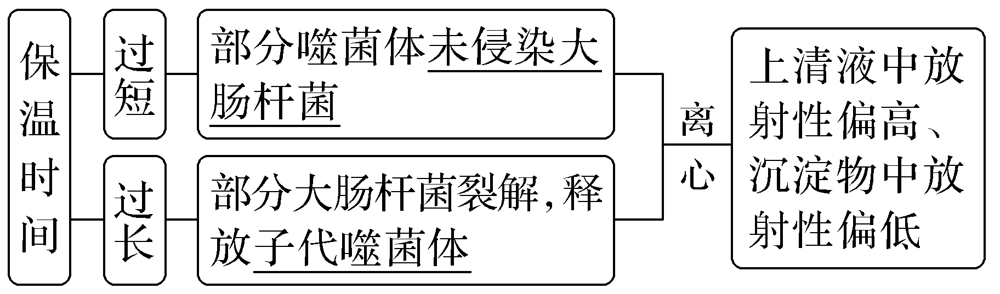 保温时间
过短
部分噬菌体未侵染大
肠杆菌
过长
部分大肠杆菌裂解,释
放子代噬菌体
离心
上清液中放
射性偏高、
沉淀物中放
射性偏低